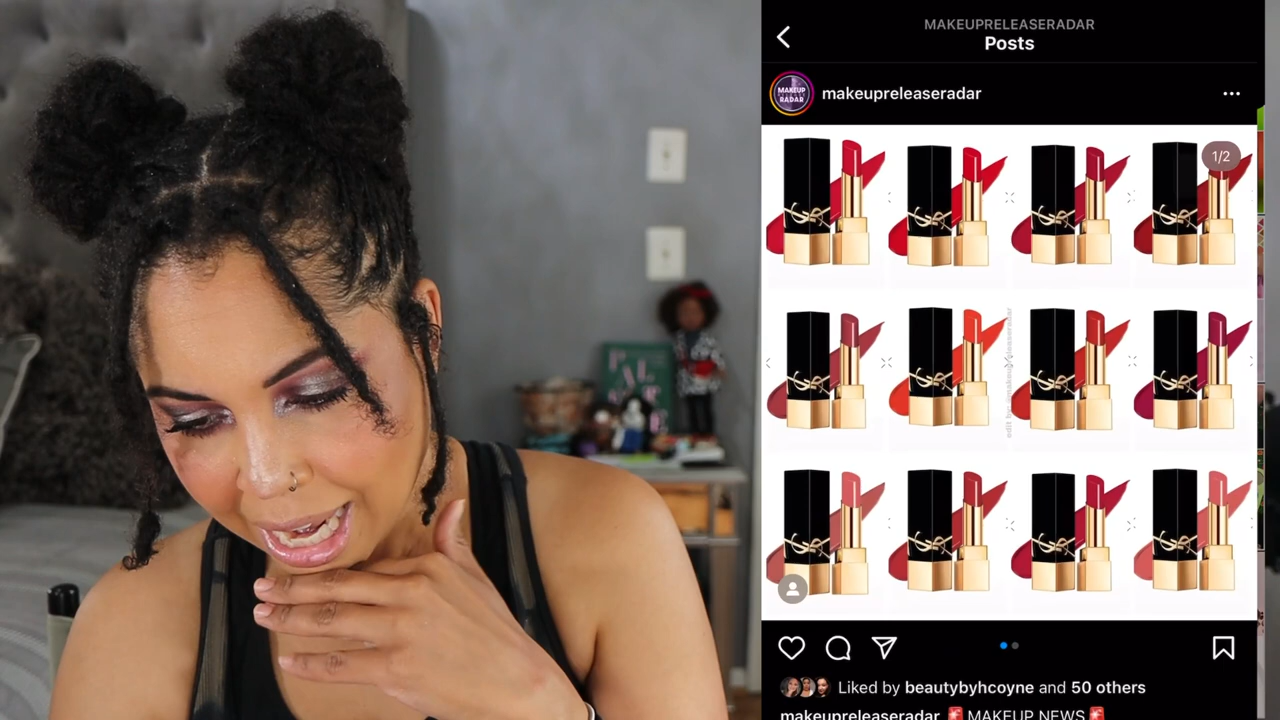 MAKEUPRELEASERADAR
Posts
MAKEUP
RADAR
makeupreleaseradar
1/2
Liked by beautybyhcoyne and 50 others
makeupreleaseradar 🚨 MAKEUP NEWS 🚨